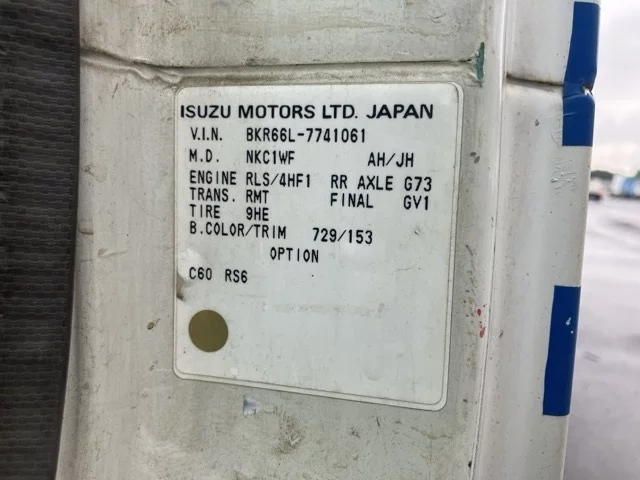 ISUZU MOTORS LTD. JAPAN
V.I.N. BKR66L-7741061
M.D. NKC1WF AH/JH
ENGINE RLS/4HF1 RR AXLE G73
TRANS. RMT FINAL GV1
TIRE 9HE
B.COLOR/TRIM 729/153
OPTION
C60 RS6